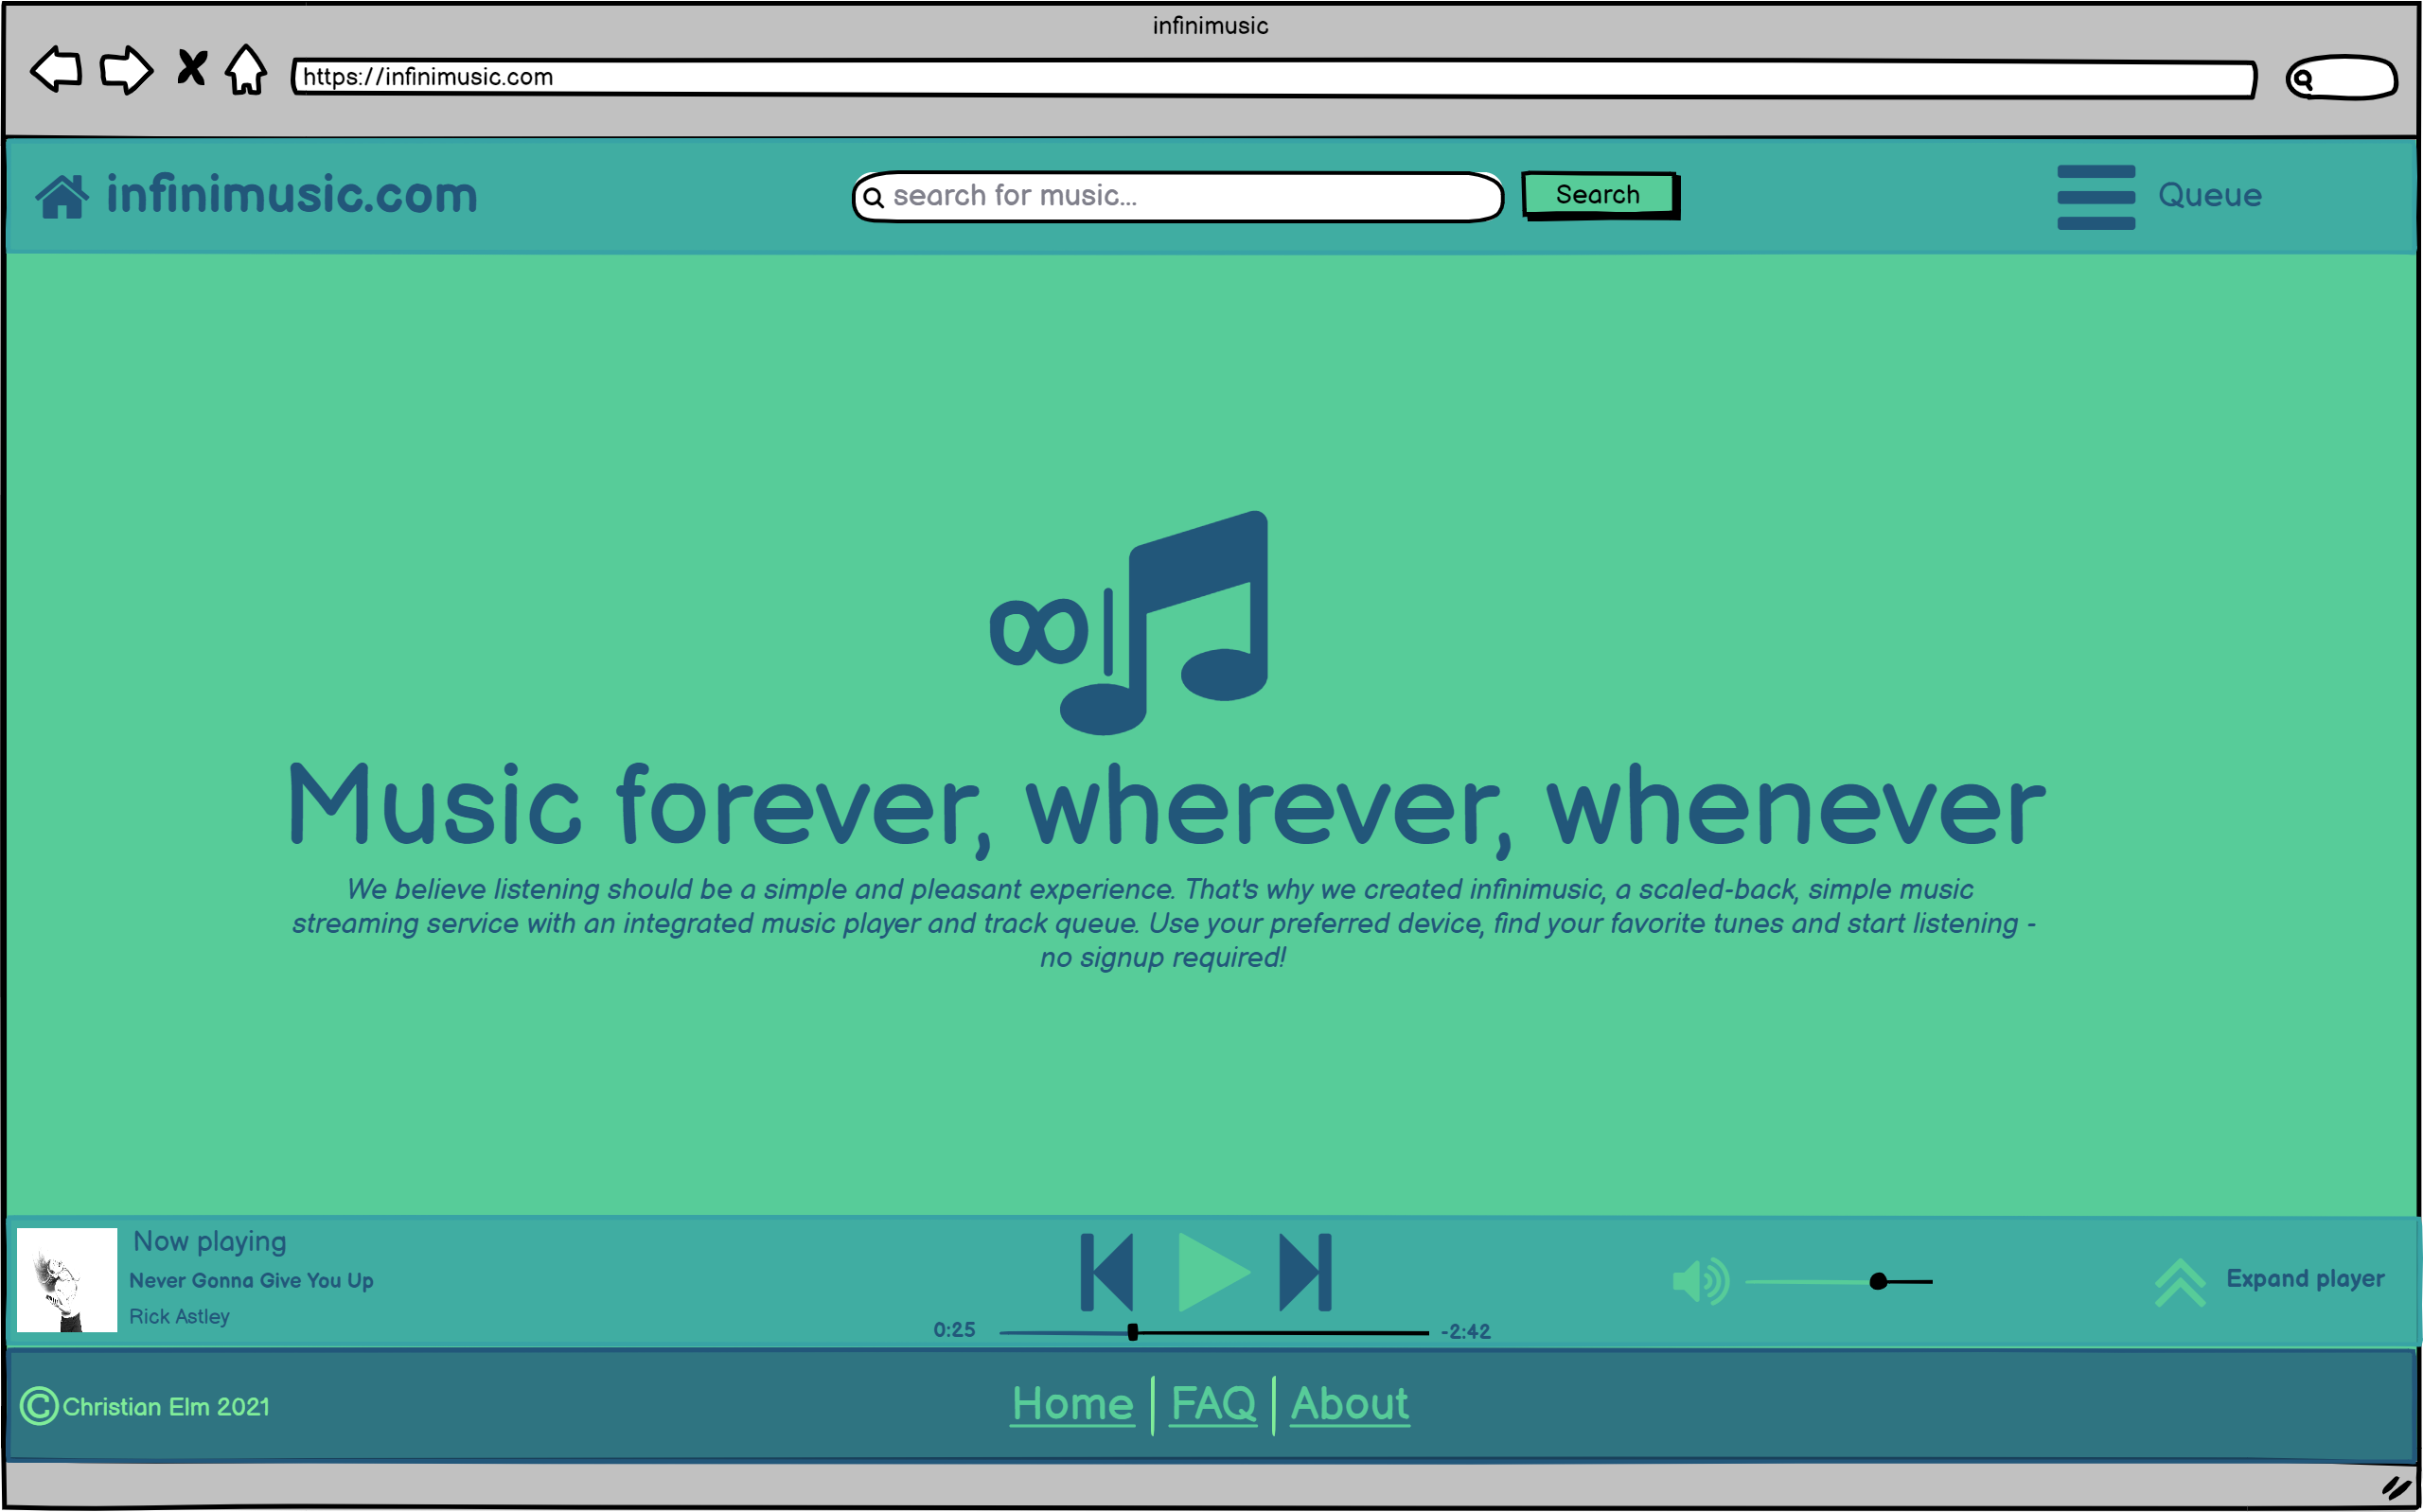 infinimusic
https://infinimusic.com
infinimusic.com
search for music...
Search
Queue
Music forever, wherever, whenever
We believe listening should be a simple and pleasant experience. That's why we created infinimusic, a scaled-back, simple music
streaming service with an integrated music player and track queue. Use your preferred device, find your favorite tunes and start listening -
no signup required!
Now playing
Never Gonna Give You Up
Rick Astley
0:25
-2:42
Expand player
©Christian Elm 2021
Home | FAQ | About